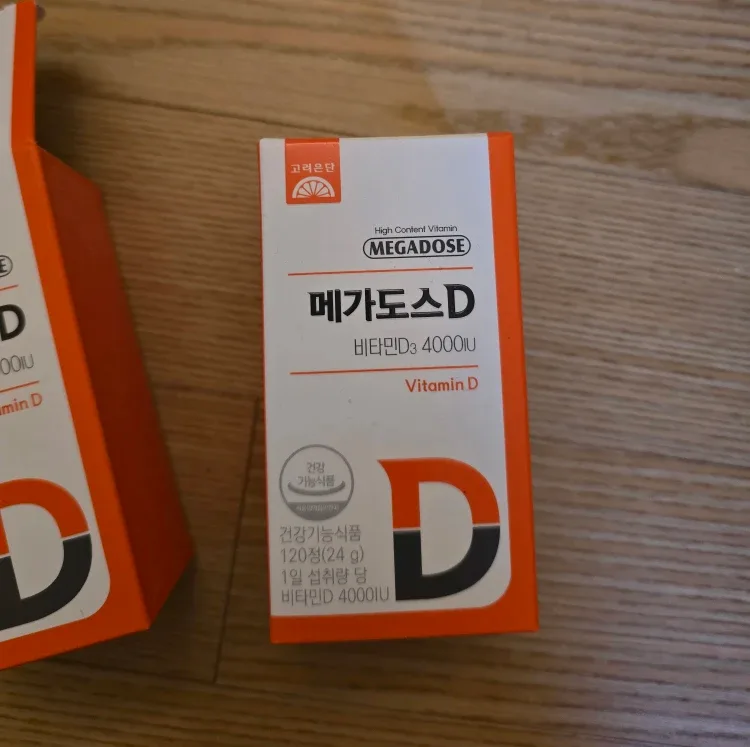 고려은단
High Content Vitamin
MEGADOSE
메가도스D
비타민D3 4000IU
Vitamin D
건강
기능식품
건강기능식품
120정(24 g)
1일 섭취량 당
비타민D 4000IU
D
E
D
00IU
min D
D